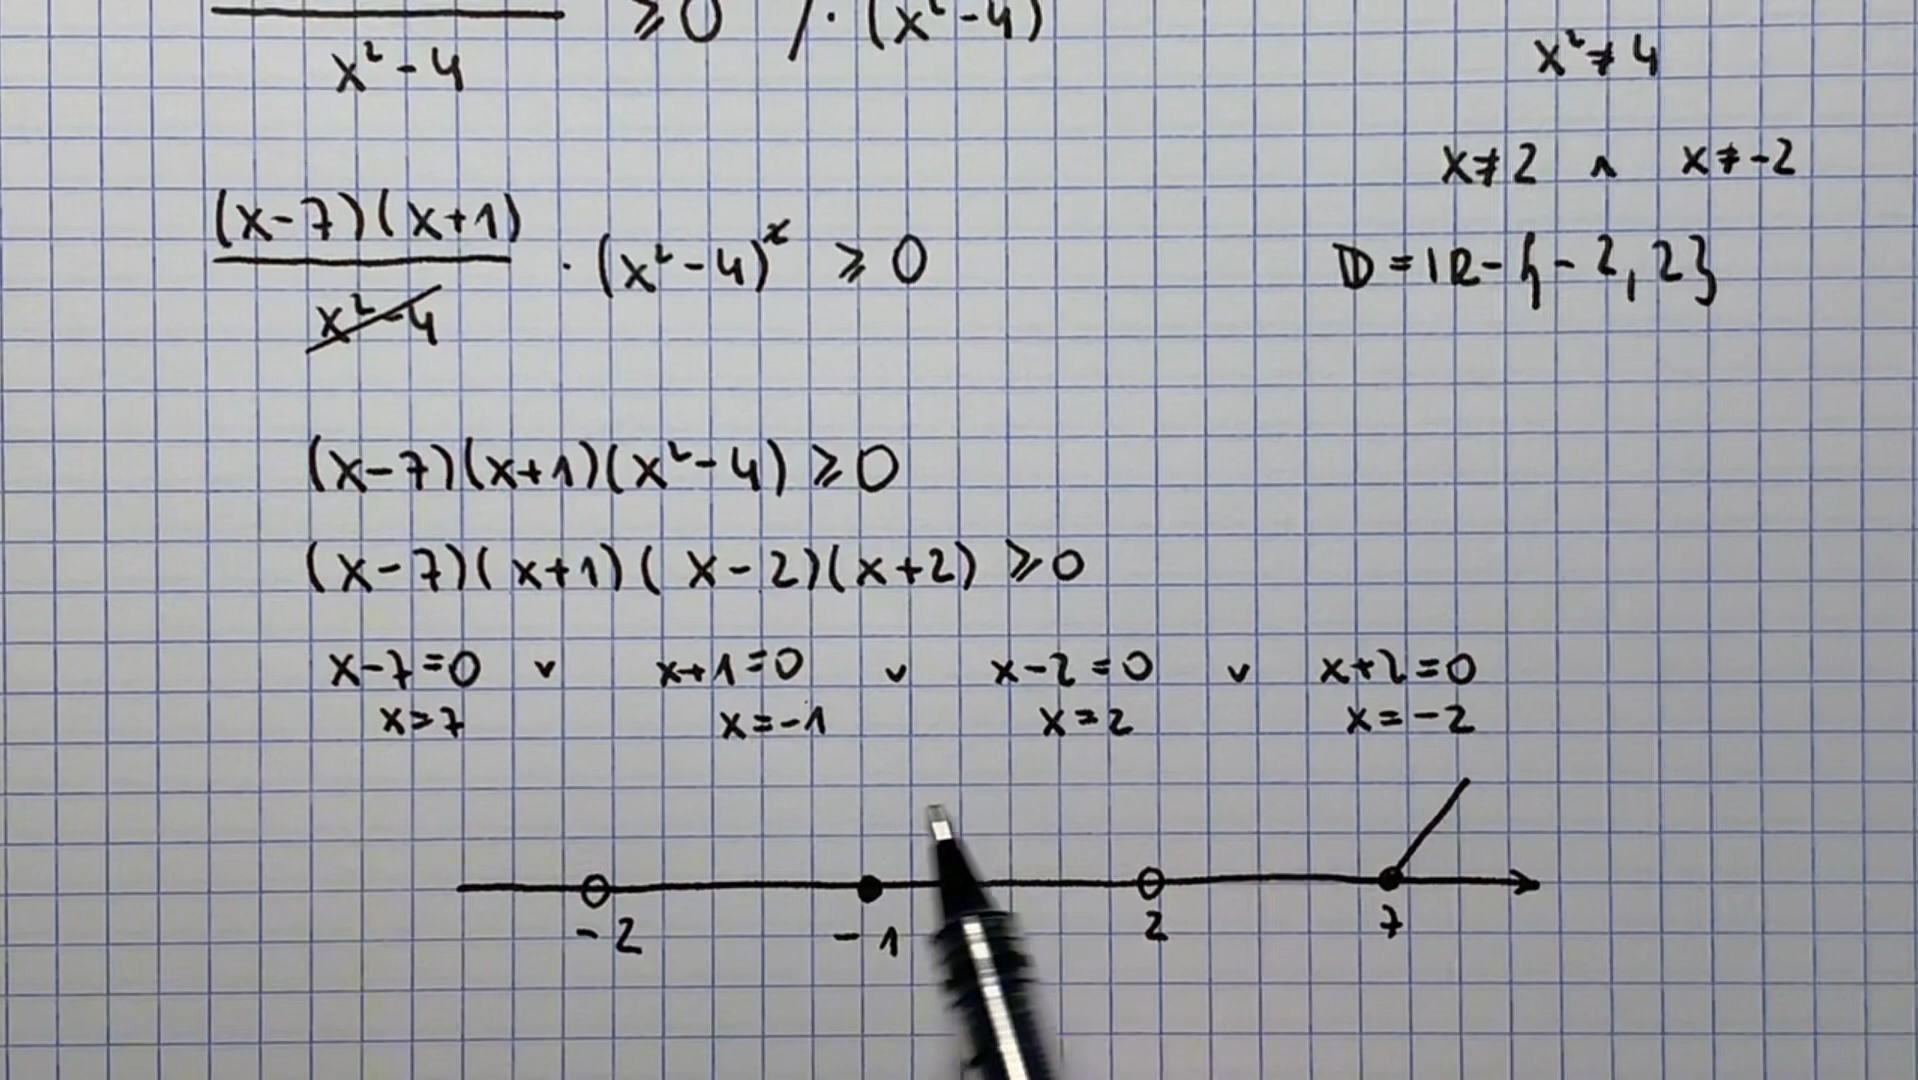 ≥0 /·(x²-4)
x²-4
x²≠4
x≠2 ∧ x≠-2
D=ℝ-{-2,2}
(x-7)(x+1)
x²-4
·(x²-4)² ≥0
(x-7)(x+1)(x²-4)≥0
(x-7)(x+1)(x-2)(x+2)≥0
x-7=0 ∨ x+1=0 ∨ x-2=0 ∨ x+2=0
x=7 x=-1 x=2 x=-2
-2 -1 2 7